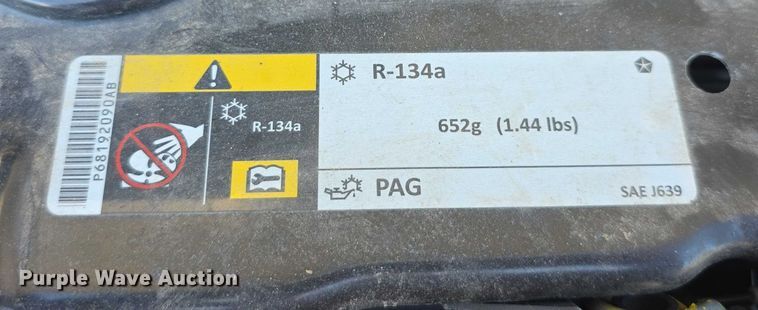 P68192090AB
R-134a
R-134a
652g (1.44 lbs)
PAG
SAE J639
Purple Wave Auction